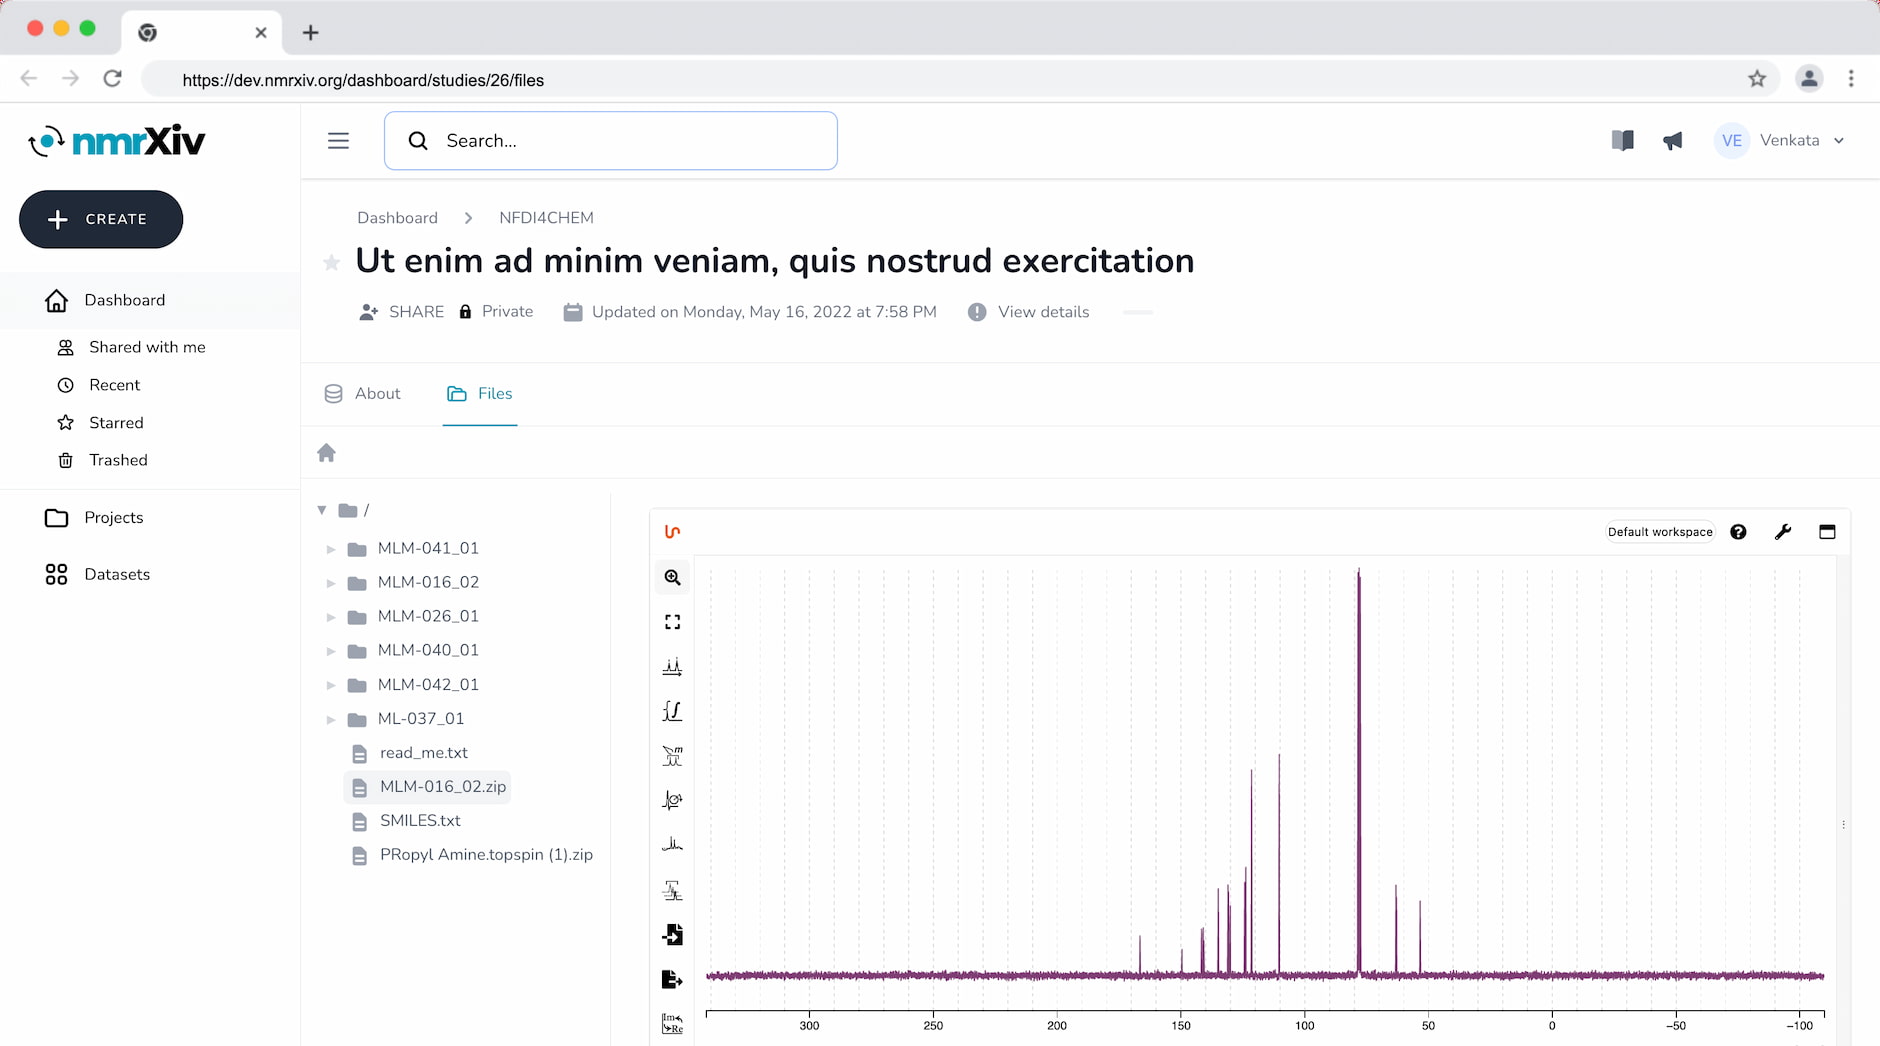 https://dev.nmrxiv.org/dashboard/studies/26/files
nmrXiv
Search...
VE Venkata
CREATE
Dashboard
Shared with me
Recent
Starred
Trashed
Projects
Datasets
Dashboard NFDI4CHEM
Ut enim ad minim veniam, quis nostrud exercitation
SHARE Private Updated on Monday, May 16, 2022 at 7:58 PM View details
About Files
/
MLM-041_01
MLM-016_02
MLM-026_01
MLM-040_01
MLM-042_01
ML-037_01
read_me.txt
MLM-016_02.zip
SMILES.txt
PRopyl Amine.topspin (1).zip
Default workspace
m
Im
Re
300 250 200 150 100 50 0 −50 −100